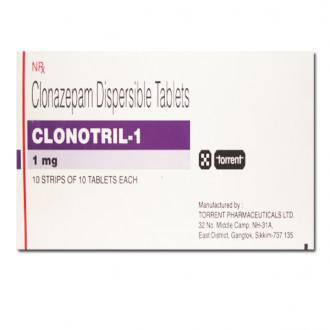 NRx
Clonazepam Dispersible Tablets
CLONOTRIL-1
1 mg
torrent
10 STRIPS OF 10 TABLETS EACH
Manufactured by :
TORRENT PHARMACEUTICALS LTD.
32 No. Middle Camp, NH-31A,
East District, Gangtok, Sikkim-737 135